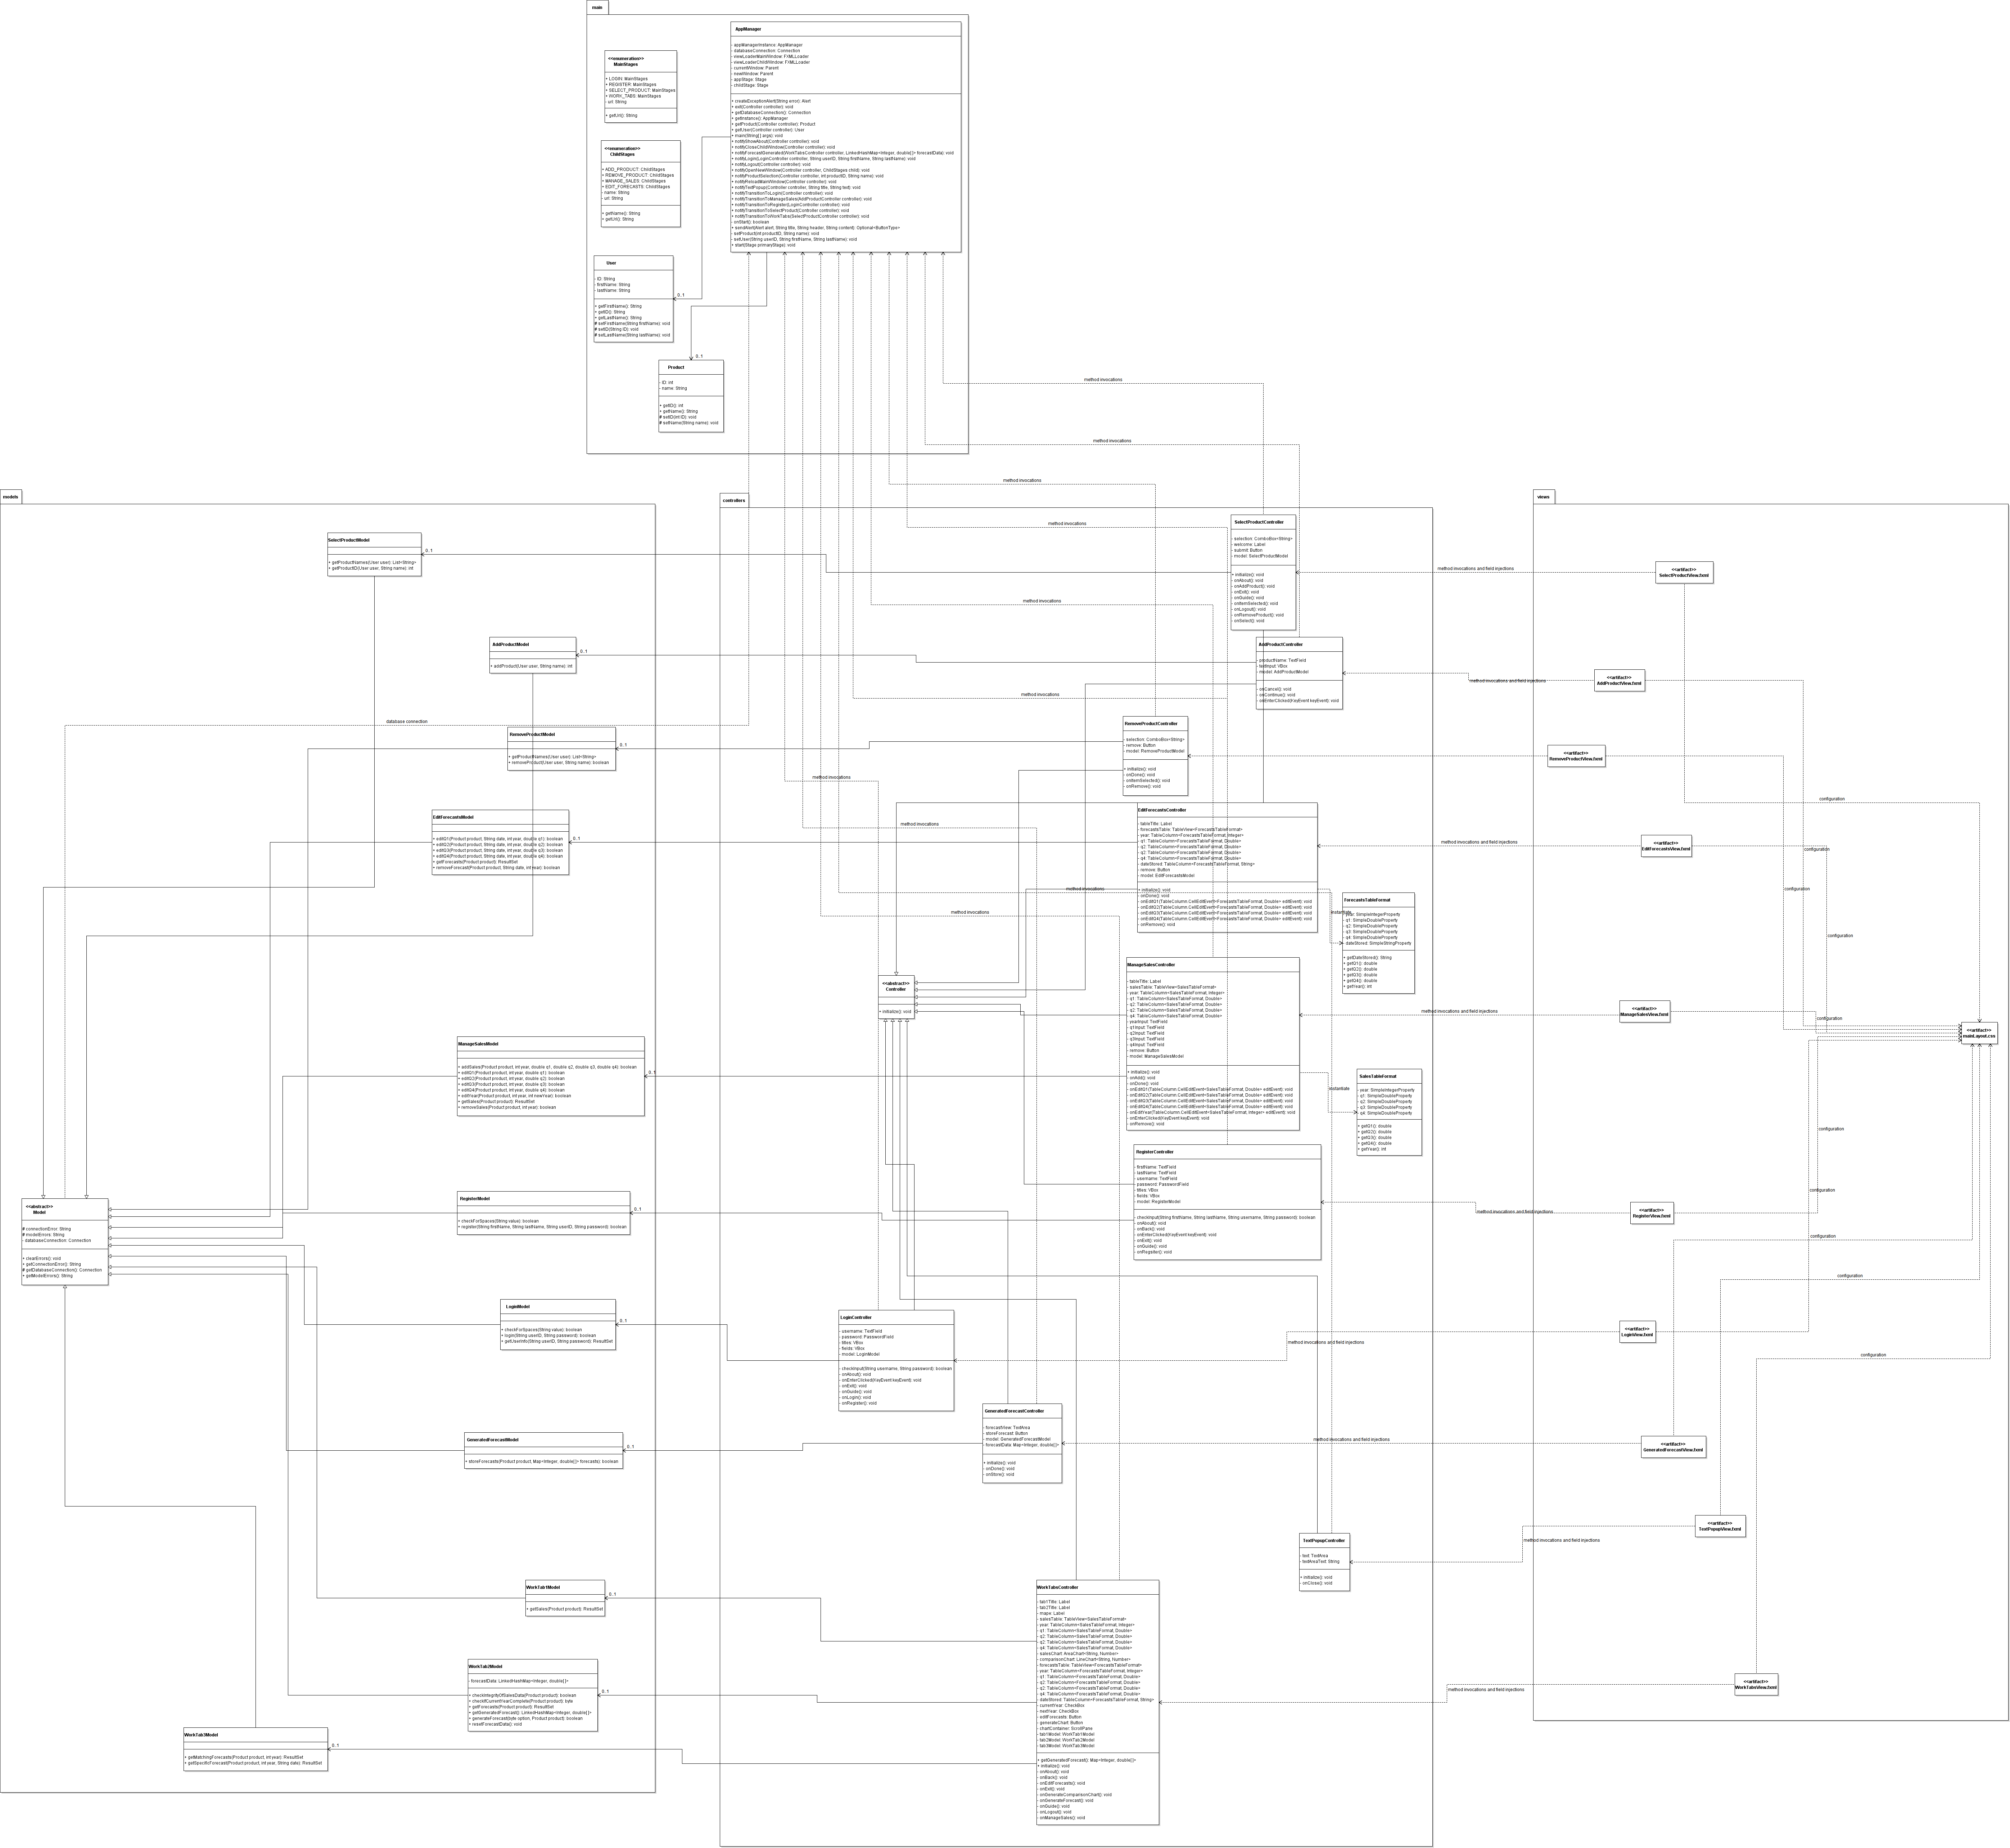 main
AppManager
- appManagerInstance: AppManager
- databaseConnection: Connection
- viewLoaderMainWindow: FXMLLoader
- viewLoaderChildWindow: FXMLLoader
- currentWindow: Parent
- newWindow: Parent
- appStage: Stage
- childStage: Stage
+ createExceptionAlert(String error): Alert
+ exit(Controller controller): void
+ getDatabaseConnection(): Connection
+ getInstance(): AppManager
+ getProduct(Controller controller): Product
+ getUser(Controller controller): User
+ main(String[] args): void
+ notifyShowAbout(Controller controller): void
+ notifyCloseChildWindow(Controller controller): void
+ notifyForecastGenerated(WorkTabsController controller, LinkedHashMap<Integer, double[]> forecastData): void
+ notifyLogin(LoginController controller, String userID, String firstName, String lastName): void
+ notifyLogout(Controller controller): void
+ notifyOpenNewWindow(Controller controller, ChildStages child): void
+ notifyProductSelection(Controller controller, int productID, String name): void
+ notifyReloadMainWindow(Controller controller): void
+ notifyTextPopup(Controller controller, String title, String text): void
+ notifyTransitionToLogin(Controller controller): void
+ notifyTransitionToManageSales(AddProductController controller): void
+ notifyTransitionToRegister(LoginController controller): void
+ notifyTransitionToSelectProduct(Controller controller): void
+ notifyTransitionToWorkTabs(SelectProductController controller): void
- onStart(): boolean
+ sendAlert(Alert alert, String title, String header, String content): Optional<ButtonType>
- setProduct(int productID, String name): void
- setUser(String userID, String firstName, String lastName): void
+ start(Stage primaryStage): void
<<enumeration>>
MainStages
+ LOGIN: MainStages
+ REGISTER: MainStages
+ SELECT_PRODUCT: MainStages
+ WORK_TABS: MainStages
- url: String
+ getUrl(): String
<<enumeration>>
ChildStages
+ ADD_PRODUCT: ChildStages
+ REMOVE_PRODUCT: ChildStages
+ MANAGE_SALES: ChildStages
+ EDIT_FORECASTS: ChildStages
- name: String
- url: String
+ getName(): String
+ getUrl(): String
User
- ID: String
- firstName: String
- lastName: String
+ getFirstName(): String
+ getID(): String
+ getLastName(): String
# setFirstName(String firstName): void
# setID(String ID): void
# setLastName(String lastName): void
0..1
Product
- ID: int
- name: String
+ getID(): int
+ getName(): String
# setID(int ID): void
# setName(String name): void
0..1
method invocations
method invocations
method invocations
method invocations
method invocations
method invocations
method invocations
method invocations
method invocations
method invocations
database connection
models
SelectProductModel
+ getProductNames(User user): List<String>
+ getProductID(User user, String name): int
0..1
AddProductModel
+ addProduct(User user, String name): int
0..1
RemoveProductModel
+ getProductNames(User user): List<String>
+ removeProduct(User user, String name): boolean
0..1
EditForecastsModel
+ editQ1(Product product, String date, int year, double q1): boolean
+ editQ2(Product product, String date, int year, double q2): boolean
+ editQ3(Product product, String date, int year, double q3): boolean
+ editQ4(Product product, String date, int year, double q4): boolean
+ getForecasts(Product product): ResultSet
+ removeForecast(Product product, String date, int year): boolean
0..1
ManageSalesModel
+ addSales(Product product, int year, double q1, double q2, double q3, double q4): boolean
+ editQ1(Product product, int year, double q1): boolean
+ editQ2(Product product, int year, double q2): boolean
+ editQ3(Product product, int year, double q3): boolean
+ editQ4(Product product, int year, double q4): boolean
+ editYear(Product product, int year, int newYear): boolean
+ getSales(Product product): ResultSet
+ removeSales(Product product, int year): boolean
0..1
<<abstract>>
Model
# connectionError: String
# modelErrors: String
- databaseConnection: Connection
+ clearErrors(): void
+ getConnectionError(): String
# getDatabaseConnection(): Connection
+ getModelErrors(): String
RegisterModel
+ checkForSpaces(String value): boolean
+ register(String firstName, String lastName, String userID, String password): boolean
0..1
LoginModel
+ checkForSpaces(String value): boolean
+ login(String userID, String password): boolean
+ getUserInfo(String userID, String password): ResultSet
0..1
GeneratedForecastModel
+ storeForecasts(Product product, Map<Integer, double[]> forecasts): boolean
0..1
WorkTab1Model
+ getSales(Product product): ResultSet
0..1
WorkTab2Model
- forecastData: LinkedHashMap<Integer, double[]>
+ checkIntegrityOfSalesData(Product product): boolean
+ checkIfCurrentYearComplete(Product product): byte
+ getForecasts(Product product): ResultSet
+ getGeneratedForecast(): LinkedHashMap<Integer, double[]>
+ generateForecast(byte option, Product product): boolean
+ resetForecastData(): void
0..1
WorkTab3Model
+ getMatchingForecasts(Product product, int year): ResultSet
+ getSpecificForecast(Product product, int year, String date): ResultSet
0..1
controllers
SelectProductController
- selection: ComboBox<String>
- welcome: Label
- submit: Button
- model: SelectProductModel
+ initialize(): void
- onAbout(): void
- onAddProduct(): void
- onExit(): void
- onGuide(): void
- onItemSelected(): void
- onLogout(): void
- onRemoveProduct(): void
- onSelect(): void
AddProductController
- productName: TextField
- textInput: VBox
- model: AddProductModel
- onCancel(): void
- onContinue(): void
- onEnterClicked(KeyEvent keyEvent): void
RemoveProductController
- selection: ComboBox<String>
- remove: Button
- model: RemoveProductModel
+ initialize(): void
- onDone(): void
- onItemSelected(): void
- onRemove(): void
EditForecastsController
- tableTitle: Label
- forecastsTable: TableView<ForecastsTableFormat>
- year: TableColumn<ForecastsTableFormat, Integer>
- q1: TableColumn<ForecastsTableFormat, Double>
- q2: TableColumn<ForecastsTableFormat, Double>
- q2: TableColumn<ForecastsTableFormat, Double>
- q4: TableColumn<ForecastsTableFormat, Double>
- dateStored: TableColumn<ForecastsTableFormat, String>
- remove: Button
- model: EditForecastsModel
+ initialize(): void
- onDone(): void
- onEditQ1(TableColumn.CellEditEvent<ForecastsTableFormat, Double> editEvent): void
- onEditQ2(TableColumn.CellEditEvent<ForecastsTableFormat, Double> editEvent): void
- onEditQ3(TableColumn.CellEditEvent<ForecastsTableFormat, Double> editEvent): void
- onEditQ4(TableColumn.CellEditEvent<ForecastsTableFormat, Double> editEvent): void
- onRemove(): void
instantiate
ForecastsTableFormat
- year: SimpleIntegerProperty
- q1: SimpleDoubleProperty
- q2: SimpleDoubleProperty
- q3: SimpleDoubleProperty
- q4: SimpleDoubleProperty
- dateStored: SimpleStringProperty
+ getDateStored(): String
+ getQ1(): double
+ getQ2(): double
+ getQ3(): double
+ getQ4(): double
+ getYear(): int
<<abstract>>
Controller
+ initialize(): void
ManageSalesController
- tableTitle: Label
- salesTable: TableView<SalesTableFormat>
- year: TableColumn<SalesTableFormat, Integer>
- q1: TableColumn<SalesTableFormat, Double>
- q2: TableColumn<SalesTableFormat, Double>
- q2: TableColumn<SalesTableFormat, Double>
- q4: TableColumn<SalesTableFormat, Double>
- yearInput: TextField
- q1Input: TextField
- q2Input: TextField
- q3Input: TextField
- q4Input: TextField
- remove: Button
- model: ManageSalesModel
+ initialize(): void
- onAdd(): void
- onDone(): void
- onEditQ1(TableColumn.CellEditEvent<SalesTableFormat, Double> editEvent): void
- onEditQ2(TableColumn.CellEditEvent<SalesTableFormat, Double> editEvent): void
- onEditQ3(TableColumn.CellEditEvent<SalesTableFormat, Double> editEvent): void
- onEditQ4(TableColumn.CellEditEvent<SalesTableFormat, Double> editEvent): void
- onEditYear(TableColumn.CellEditEvent<SalesTableFormat, Integer> editEvent): void
- onEnterClicked(KeyEvent keyEvent): void
- onRemove(): void
instantiate
SalesTableFormat
- year: SimpleIntegerProperty
- q1: SimpleDoubleProperty
- q2: SimpleDoubleProperty
- q3: SimpleDoubleProperty
- q4: SimpleDoubleProperty
+ getQ1(): double
+ getQ2(): double
+ getQ3(): double
+ getQ4(): double
+ getYear(): int
RegisterController
- firstName: TextField
- lastName: TextField
- username: TextField
- password: PasswordField
- titles: VBox
- fields: VBox
- model: RegisterModel
- checkInput(String firstName, String lastName, String username, String password): boolean
- onAbout(): void
- onBack(): void
- onEnterClicked(KeyEvent keyEvent): void
- onExit(): void
- onGuide(): void
- onRegister(): void
LoginController
- username: TextField
- password: PasswordField
- titles: VBox
- fields: VBox
- model: LoginModel
- checkInput(String username, String password): boolean
- onAbout(): void
- onEnterClicked(KeyEvent keyEvent): void
- onExit(): void
- onGuide(): void
- onLogin(): void
- onRegister(): void
GeneratedForecastController
- forecastView: TextArea
- storeForecast: Button
- model: GeneratedForecastModel
- forecastData: Map<Integer, double[]>
+ initialize(): void
- onDone(): void
- onStore(): void
TextPopupController
- text: TextArea
- textAreaText: String
+ initialize(): void
- onClose(): void
WorkTabsController
- tab1Title: Label
- tab2Title: Label
- mape: Label
- salesTable: TableView<SalesTableFormat>
- year: TableColumn<SalesTableFormat, Integer>
- q1: TableColumn<SalesTableFormat, Double>
- q2: TableColumn<SalesTableFormat, Double>
- q2: TableColumn<SalesTableFormat, Double>
- q4: TableColumn<SalesTableFormat, Double>
- salesChart: AreaChart<String, Number>
- comparisonChart: LineChart<String, Number>
- forecastsTable: TableView<ForecastsTableFormat>
- year: TableColumn<ForecastsTableFormat, Integer>
- q1: TableColumn<ForecastsTableFormat, Double>
- q2: TableColumn<ForecastsTableFormat, Double>
- q2: TableColumn<ForecastsTableFormat, Double>
- q4: TableColumn<ForecastsTableFormat, Double>
- dateStored: TableColumn<ForecastsTableFormat, String>
- currentYear: CheckBox
- nextYear: CheckBox
- editForecasts: Button
- generateChart: Button
- chartContainer: ScrollPane
- tab1Model: WorkTab1Model
- tab2Model: WorkTab2Model
- tab3Model: WorkTab3Model
+ getGeneratedForecast(): Map<Integer, double[]>
+ initialize(): void
- onAbout(): void
- onBack(): void
- onEditForecasts(): void
- onExit(): void
- onGenerateComparisonChart(): void
- onGenerateForecast(): void
- onGuide(): void
- onLogout(): void
- onManageSales(): void
views
<<artifact>>
SelectProductView.fxml
method invocations and field injections
<<artifact>>
AddProductView.fxml
method invocations and field injections
<<artifact>>
RemoveProductView.fxml
method invocations and field injections
configuration
<<artifact>>
EditForecastsView.fxml
method invocations and field injections
configuration
configuration
configuration
<<artifact>>
ManageSalesView.fxml
method invocations and field injections
configuration
<<artifact>>
mainLayout.css
configuration
configuration
<<artifact>>
RegisterView.fxml
method invocations and field injections
configuration
configuration
<<artifact>>
LoginView.fxml
method invocations and field injections
configuration
<<artifact>>
GeneratedForecastView.fxml
method invocations and field injections
<<artifact>>
TextPopupView.fxml
method invocations and field injections
<<artifact>>
WorkTabsView.fxml
method invocations and field injections